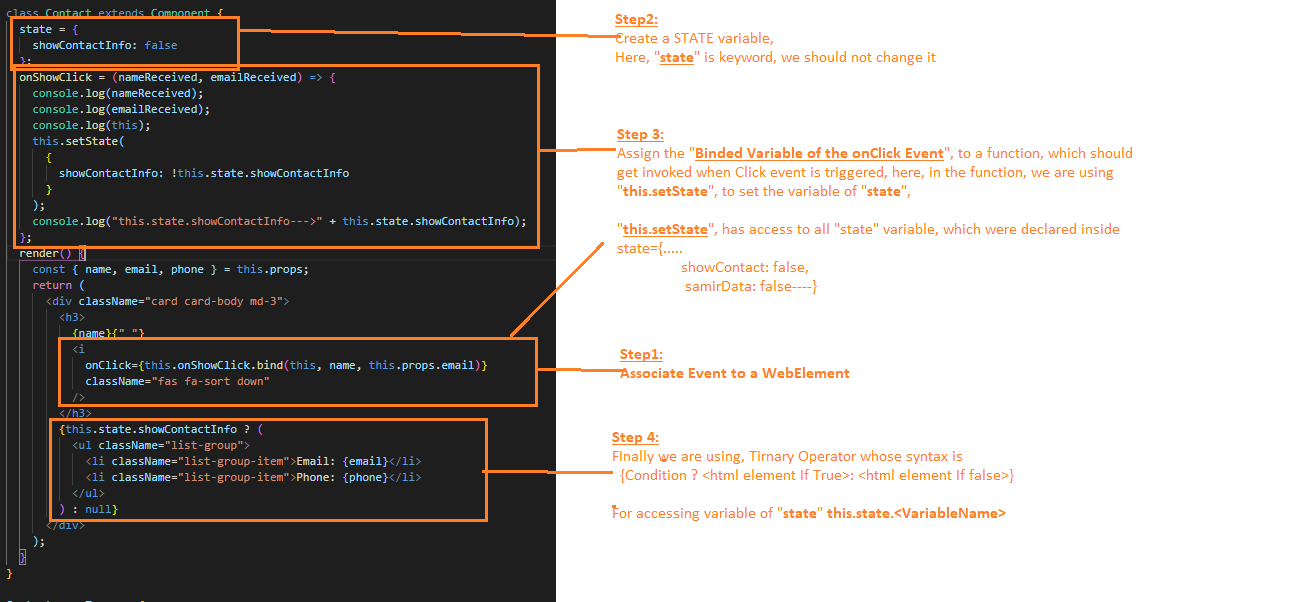 class Contact extends Component {
state = {
showContactInfo: false
};
onShowClick = (nameReceived, emailReceived) => {
console.log(nameReceived);
console.log(emailReceived);
console.log(this);
this.setState(
{
showContactInfo: !this.state.showContactInfo
}
);
console.log("this.state.showContactInfo--->" + this.state.showContactInfo);
};
render() {
const { name, email, phone } = this.props;
return (
<div className="card card-body md-3">
<h3>
{name}{" "}
<i
onClick={this.onShowClick.bind(this, name, this.props.email)}
className="fas fa-sort down"
/>
</h3>
{this.state.showContactInfo ? (
<ul className="list-group">
<li className="list-group-item">Email: {email}</li>
<li className="list-group-item">Phone: {phone}</li>
</ul>
) : null}
</div>
);
}
}
Step2:
Create a STATE variable,
Here, "state" is keyword, we should not change it
Step 3:
Assign the "Binded Variable of the onClick Event", to a function, which should
get invoked when Click event is triggered, here, in the function, we are using
"this.setState", to set the variable of "state",
"this.setState", has access to all "state" variable, which were declared inside
state={.....
showContact: false,
samirData: false----}
Step1:
Associate Event to a WebElement
Step 4:
FInally we are using, TIrnary Operator whose syntax is
{Condition ? <html element If True>: <html element If false>}
For accessing variable of "state" this.state.<VariableName>